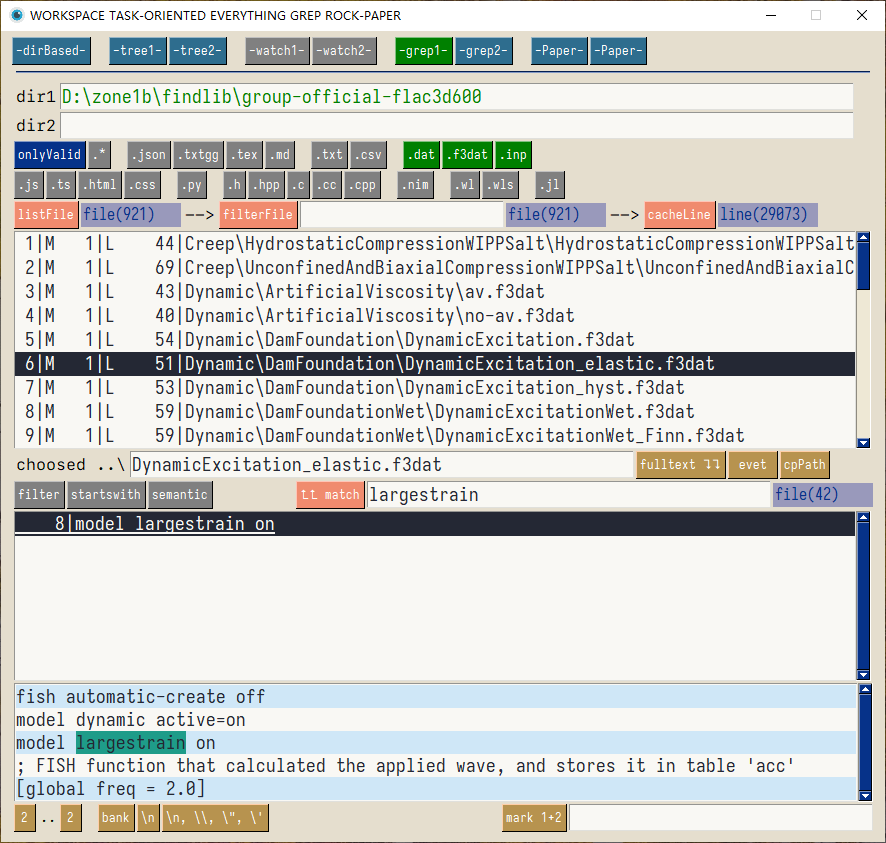 WORKSPACE TASK-ORIENTED EVERYTHING GREP ROCK-PAPER
-dirBased- -tree1- -tree2- -watch1- -watch2- -grep1- -grep2- -Paper- -Paper-
dir1 D:\zone1b\findlib\group-official-flac3d600
dir2
onlyValid .* .json .txtgg .tex .md .txt .csv .dat .f3dat .inp
.js .ts .html .css .py .h .hpp .c .cc .cpp .nim .wl .wls .jl
listFile file(921) --> filterFile file(921) --> cacheLine line(29073)
1|M 1|L 44|Creep\HydrostaticCompressionWIPPSalt\HydrostaticCompressionWIPPSalt
2|M 1|L 69|Creep\UnconfinedAndBiaxialCompressionWIPPSalt\UnconfinedAndBiaxialC
3|M 1|L 43|Dynamic\ArtificialViscosity\av.f3dat
4|M 1|L 40|Dynamic\ArtificialViscosity\no-av.f3dat
5|M 1|L 54|Dynamic\DamFoundation\DynamicExcitation.f3dat
6|M 1|L 51|Dynamic\DamFoundation\DynamicExcitation_elastic.f3dat
7|M 1|L 53|Dynamic\DamFoundation\DynamicExcitation_hyst.f3dat
8|M 1|L 59|Dynamic\DamFoundationWet\DynamicExcitationWet.f3dat
9|M 1|L 59|Dynamic\DamFoundationWet\DynamicExcitationWet_Finn.f3dat
choosed ..\ DynamicExcitation_elastic.f3dat fulltext ↴↴ evet cpPath
filter startswith semantic tt match largestrain file(42)
8|model largestrain on
fish automatic-create off
model dynamic active=on
model largestrain on
; FISH function that calculated the applied wave, and stores it in table 'acc'
[global freq = 2.0]
2 .. 2 bank \n \n, \\, \", \' mark 1+2